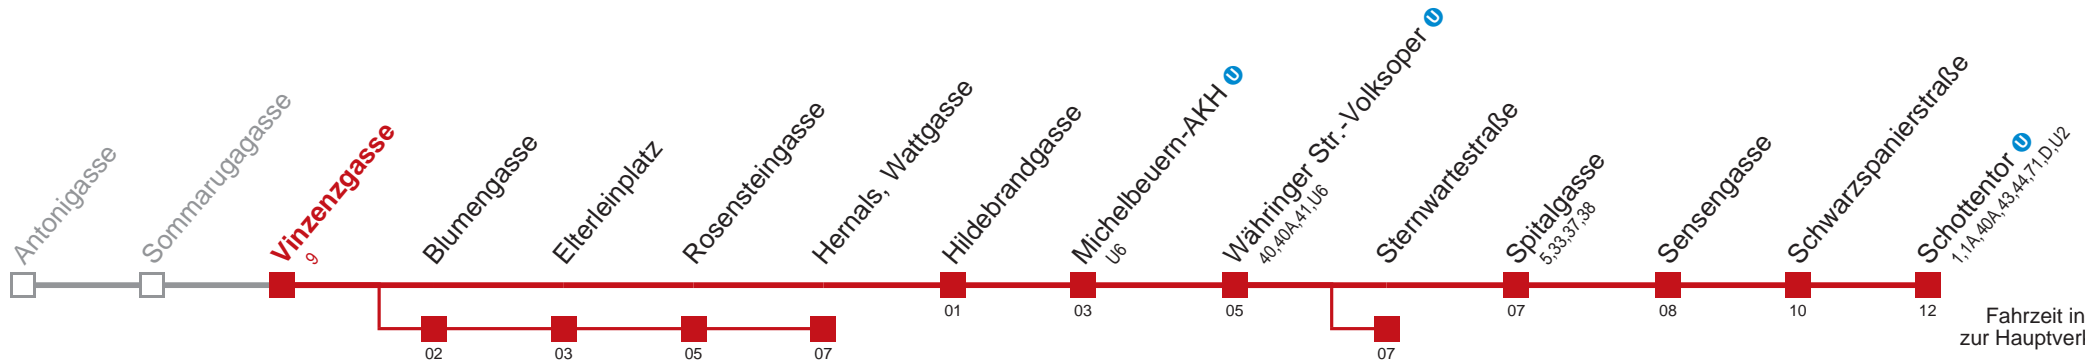 Antonigasse
Sommarugagasse
Vinzenzgasse
9
Blumengasse
Elterleinplatz
Rosensteingasse
Hernals, Wattgasse
Hildebrandgasse
Michelbeuern-AKH U
U6
Währinger Str.-Volksoper U
40,40A,41,U6
Sternwartestraße
Spitalgasse
5,33,37,38
Sensengasse
Schwarzspanierstraße
Schottentor U
1,1A,40A,43,44,71,D,U2
01
03
05
07
08
10
12
02
03
05
07
07
Fahrzeit in
zur Hauptverl